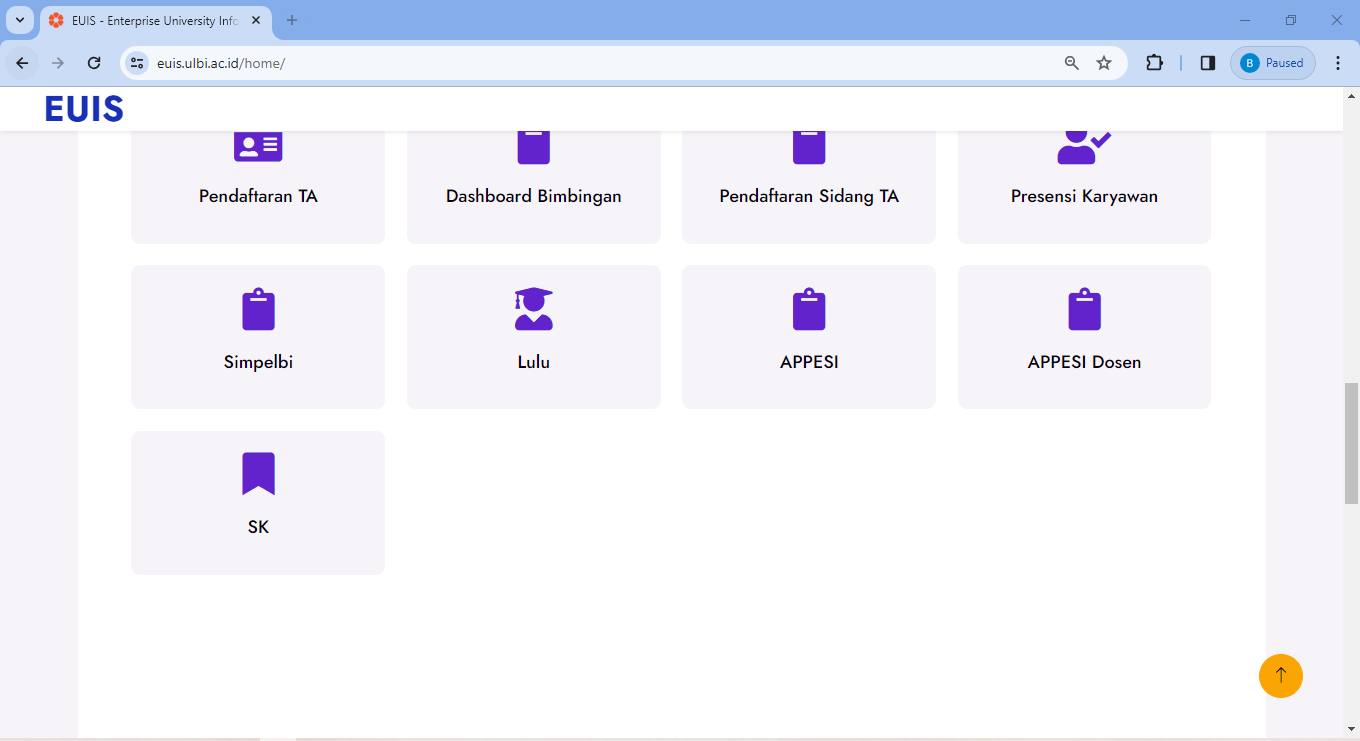 EUIS - Enterprise University Info
euis.ulbi.ac.id/home/
B Paused
EUIS
Pendaftaran TA
Dashboard Bimbingan
Pendaftaran Sidang TA
Presensi Karyawan
Simpelbi
Lulu
APPESI
APPESI Dosen
SK